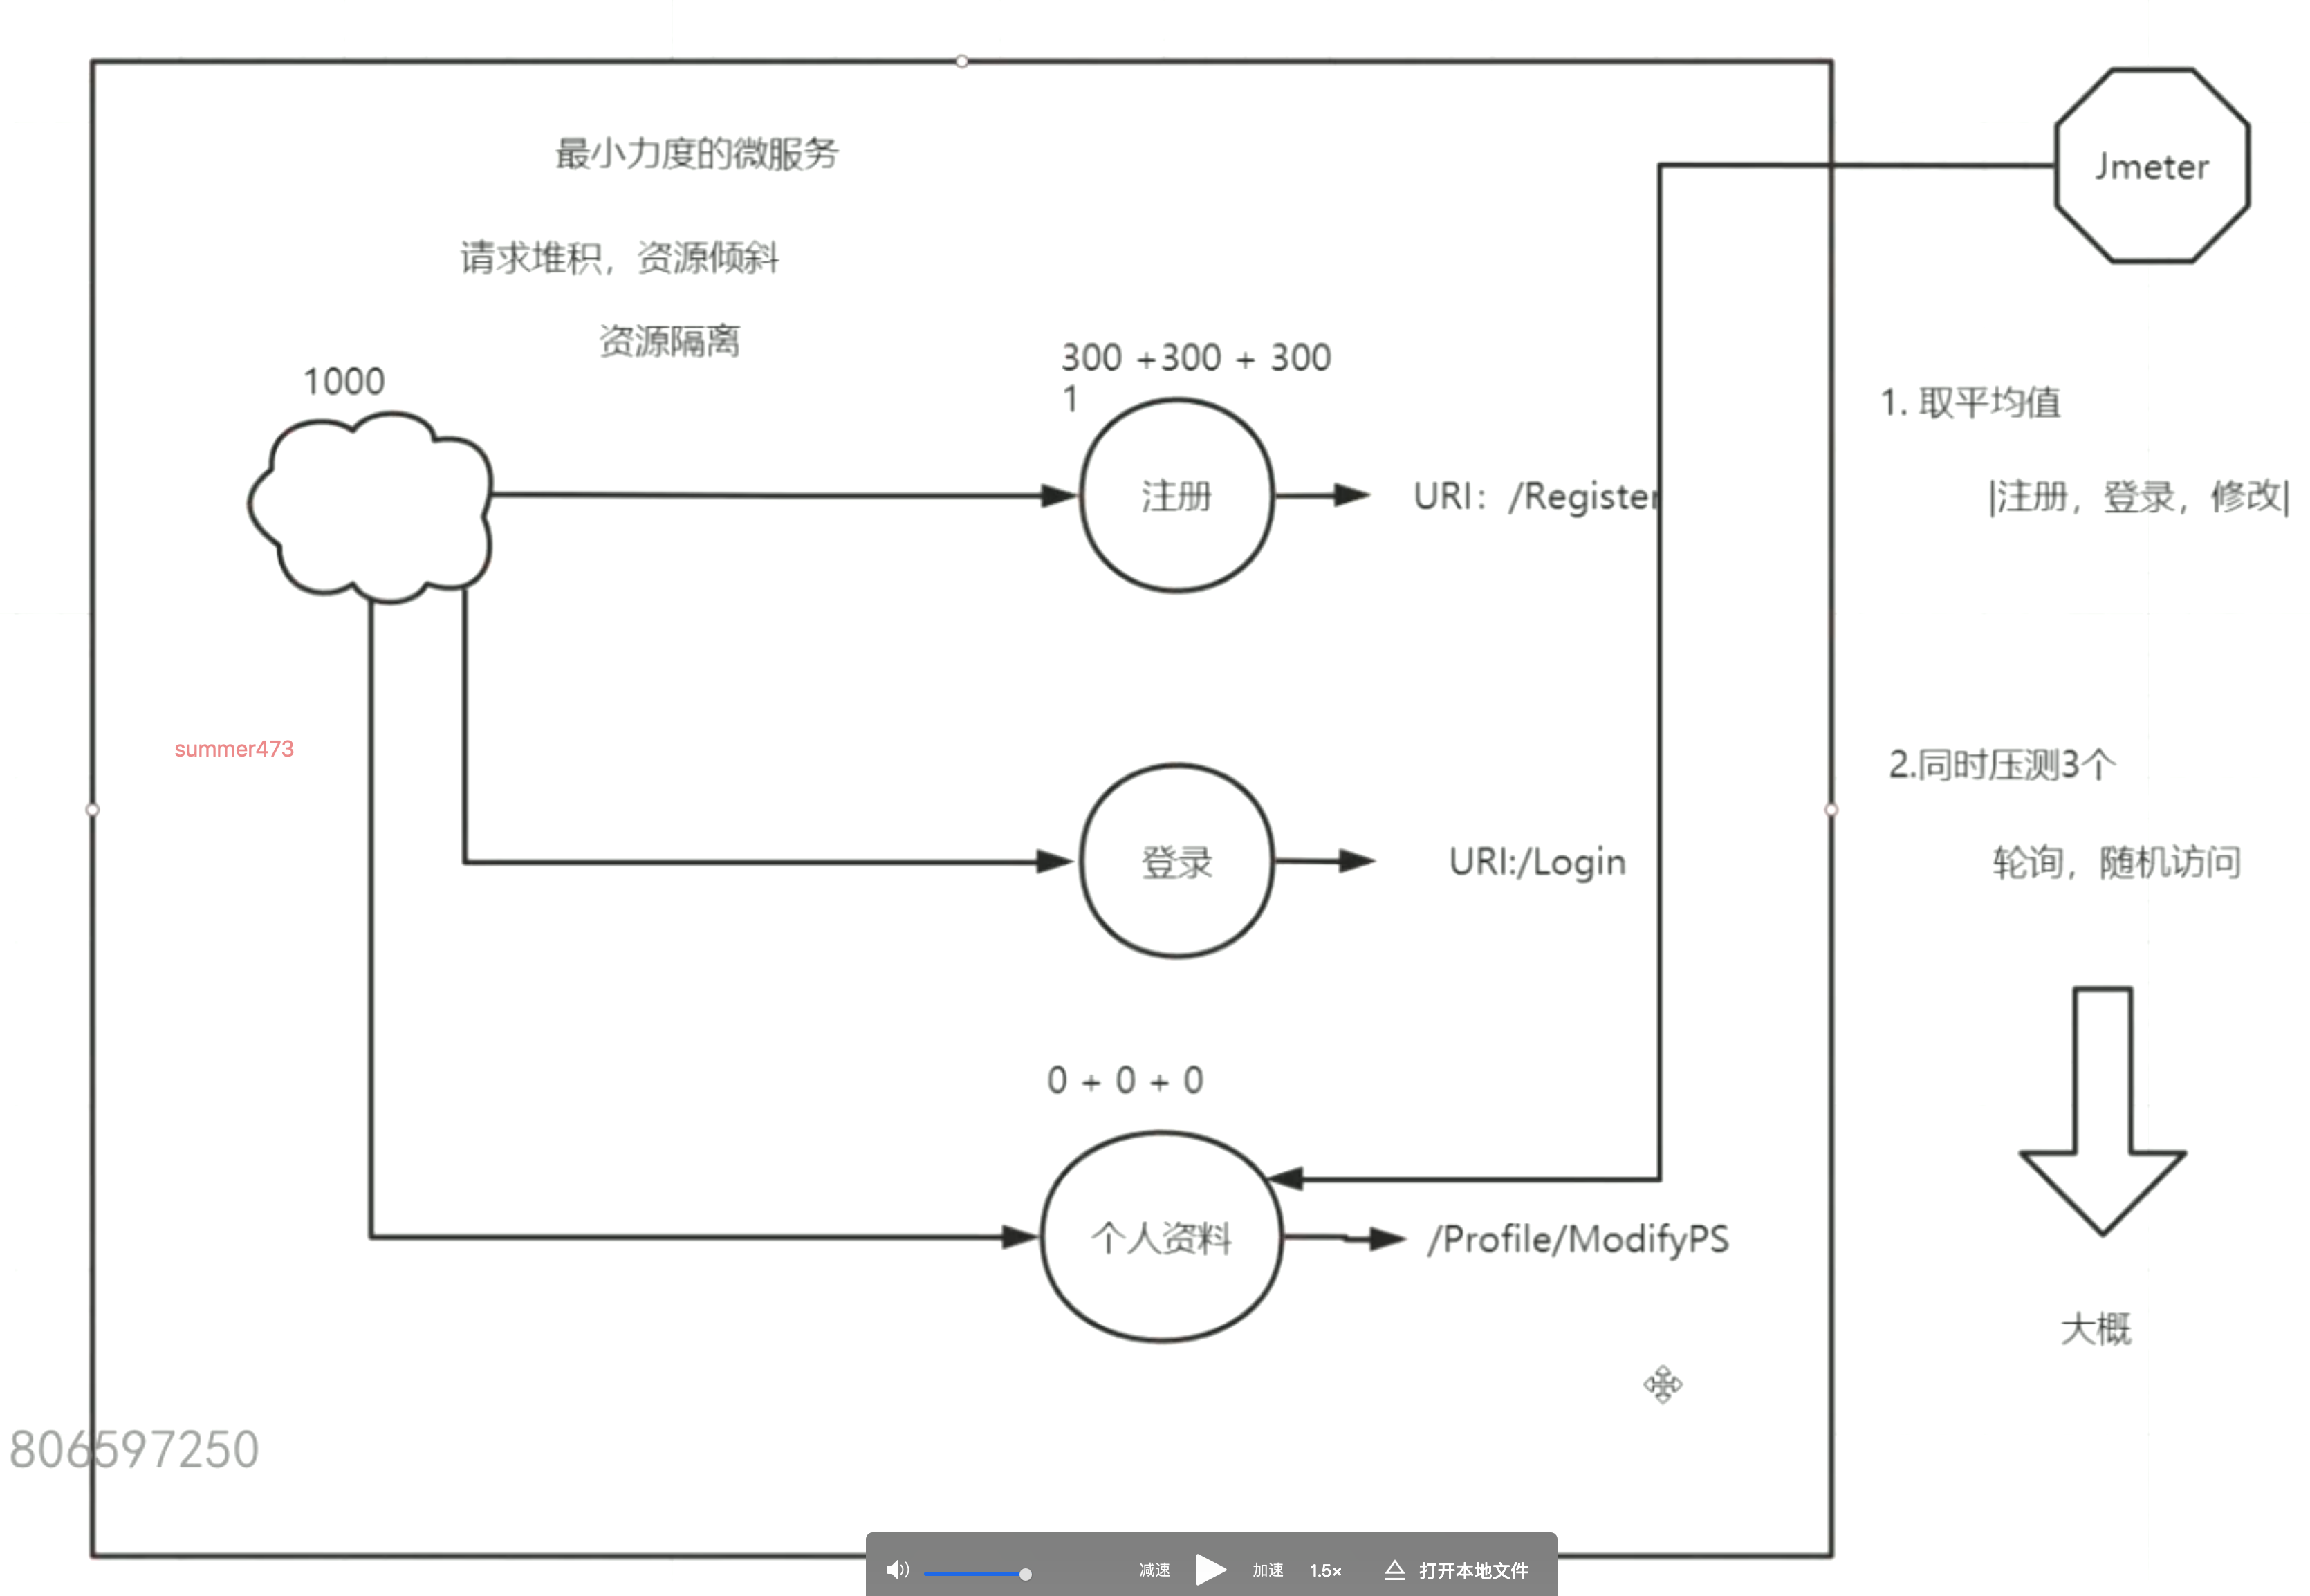 最小力度的微服务
Jmeter
请求堆积，资源倾斜
资源隔离
1000
300 +300 + 300
1
1. 取平均值
注册
URI：/Register
|注册，登录，修改|
summer473
2.同时压测3个
登录
URI:/Login
轮询，随机访问
0 + 0 + 0
个人资料
/Profile/ModifyPS
大概
806597250
减速
加速
1.5×
打开本地文件